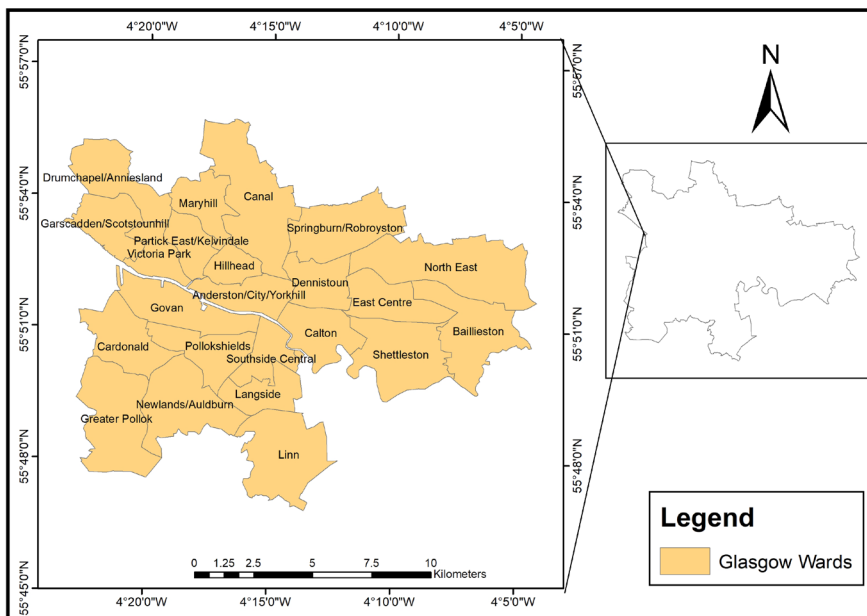 4°20'0"W 4°15'0"W 4°10'0"W 4°5'0"W
55°57'0"N
55°57'0"N
N
55°54'0"N
55°54'0"N
Drumchapel/Anniesland
Maryhill
Canal
Garscadden/Scotstounhill
Springburn/Robroyston
Partick East/Kelvindale
Victoria Park
Hillhead
North East
Dennistoun
Anderston/City/Yorkhill
East Centre
Govan
55°51'0"N
55°51'0"N
Calton
Baillieston
Cardonald
Pollokshields
Shettleston
Southside Central
Langside
Newlands/Auldburn
Greater Pollok
Linn
55°48'0"N
55°48'0"N
Legend
Glasgow Wards
0 1.25 2.5 5 7.5 10
Kilometers
55°45'0"N
55°45'0"N
4°20'0"W 4°15'0"W 4°10'0"W 4°5'0"W